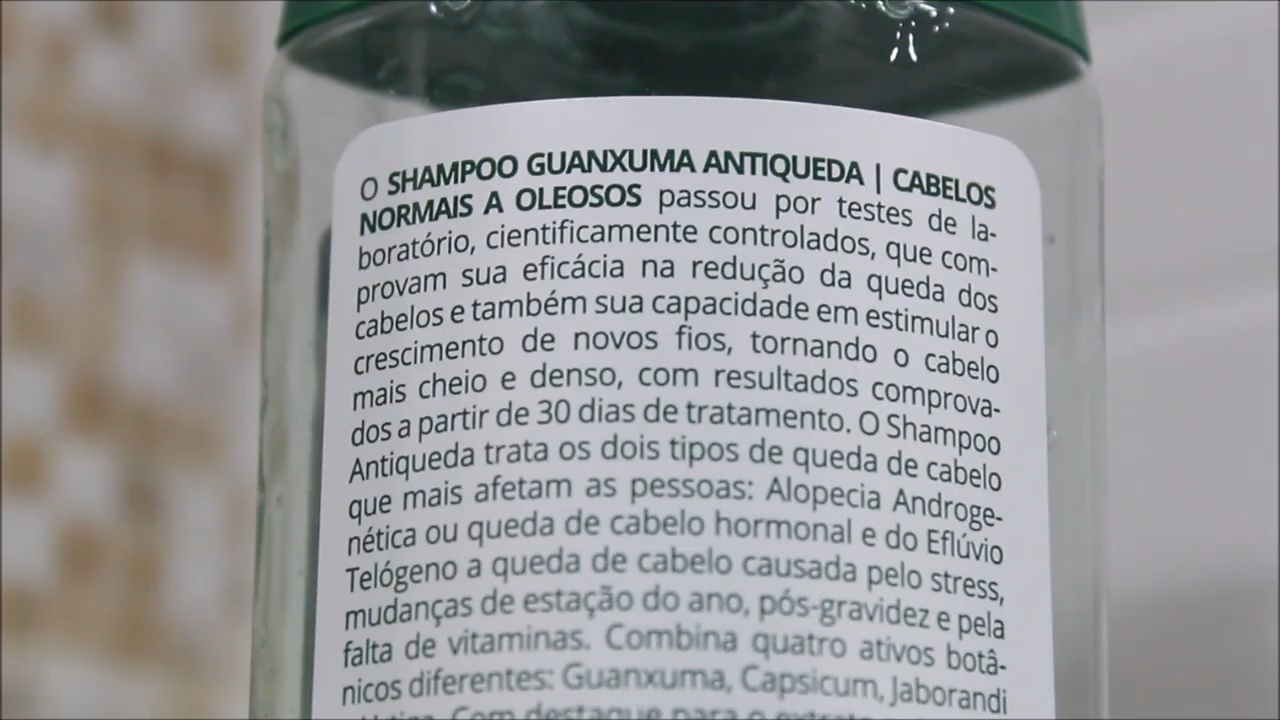 O SHAMPOO GUANXUMA ANTIQUEDA | CABELOS
NORMAIS A OLEOSOS passou por testes de la-
boratório, cientificamente controlados, que com-
provam sua eficácia na redução da queda dos
cabelos e também sua capacidade em estimular o
crescimento de novos fios, tornando o cabelo
mais cheio e denso, com resultados comprova-
dos a partir de 30 dias de tratamento. O Shampoo
Antiqueda trata os dois tipos de queda de cabelo
que mais afetam as pessoas: Alopecia Androge-
nética ou queda de cabelo hormonal e do Eflúvio
Telógeno a queda de cabelo causada pelo stress,
mudanças de estação do ano, pós-gravidez e pela
falta de vitaminas. Combina quatro ativos botâ-
nicos diferentes: Guanxuma, Capsicum, Jaborandi
Com destaque para o